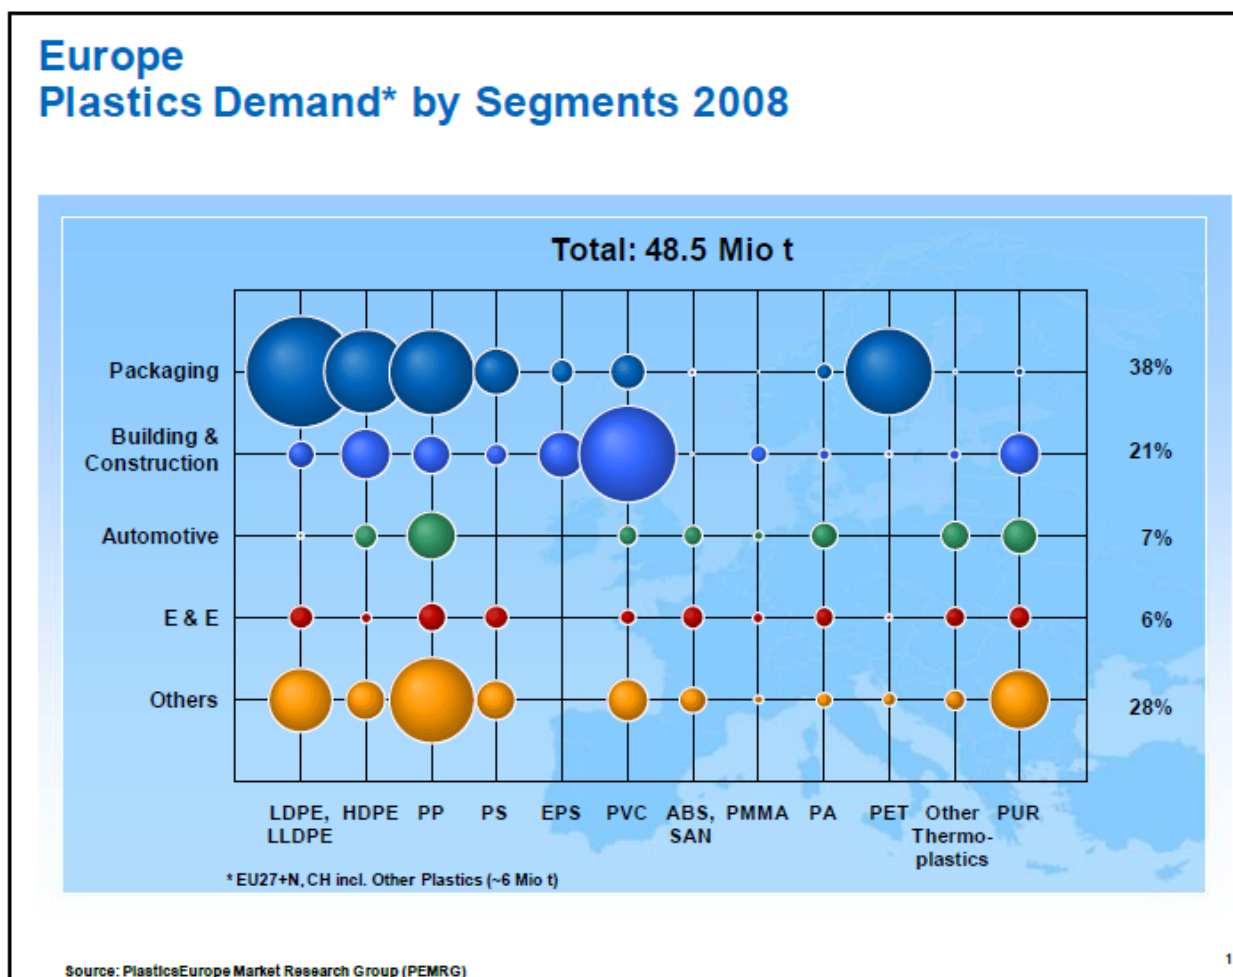 Europe
Plastics Demand* by Segments 2008
Total: 48.5 Mio t
Packaging
38%
Building &
Construction
21%
Automotive
7%
E & E
6%
Others
28%
LDPE,
LLDPE
HDPE
PP
PS
EPS
PVC
ABS,
SAN
PMMA
PA
PET
Other
Thermo-
plastics
PUR
* EU27+N, CH incl. Other Plastics (~6 Mio t)
Source: PlasticsEurope Market Research Group (PEMRG)
1